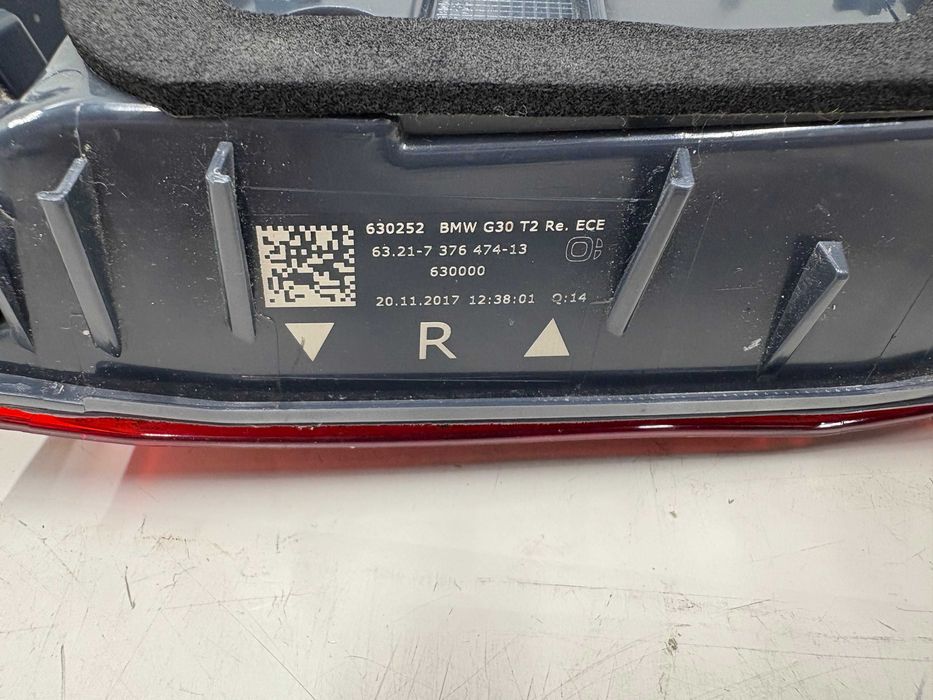 630252 BMW G30 T2 Re. ECE
63.21-7 376 474-13
630000
20.11.2017 12:38:01 0:14
R